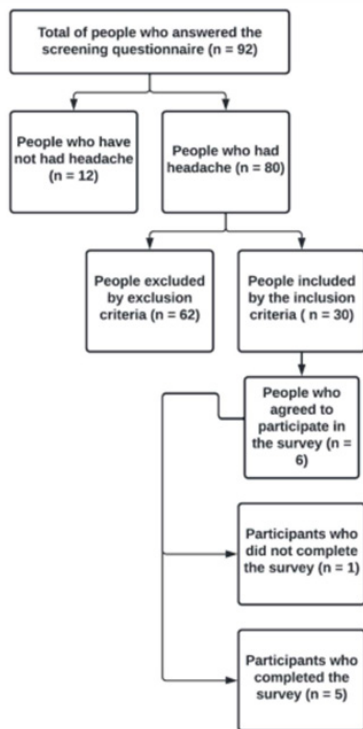 Total of people who answered the
screening questionnaire (n = 92)
People who have
not had headache
(n = 12)
People who had
headache (n = 80)
People excluded
by exclusion
criteria (n = 62)
People included
by the inclusion
criteria ( n = 30)
People who
agreed to
participate in
the survey (n =
6)
Participants who
did not complete
the survey (n = 1)
Participants who
completed the
survey (n = 5)